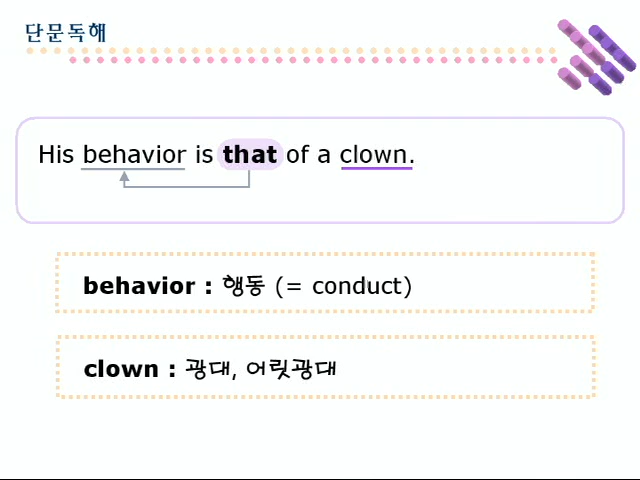 단문독해
His behavior is that of a clown.
behavior : 행동 (= conduct)
clown : 광대, 어릿광대